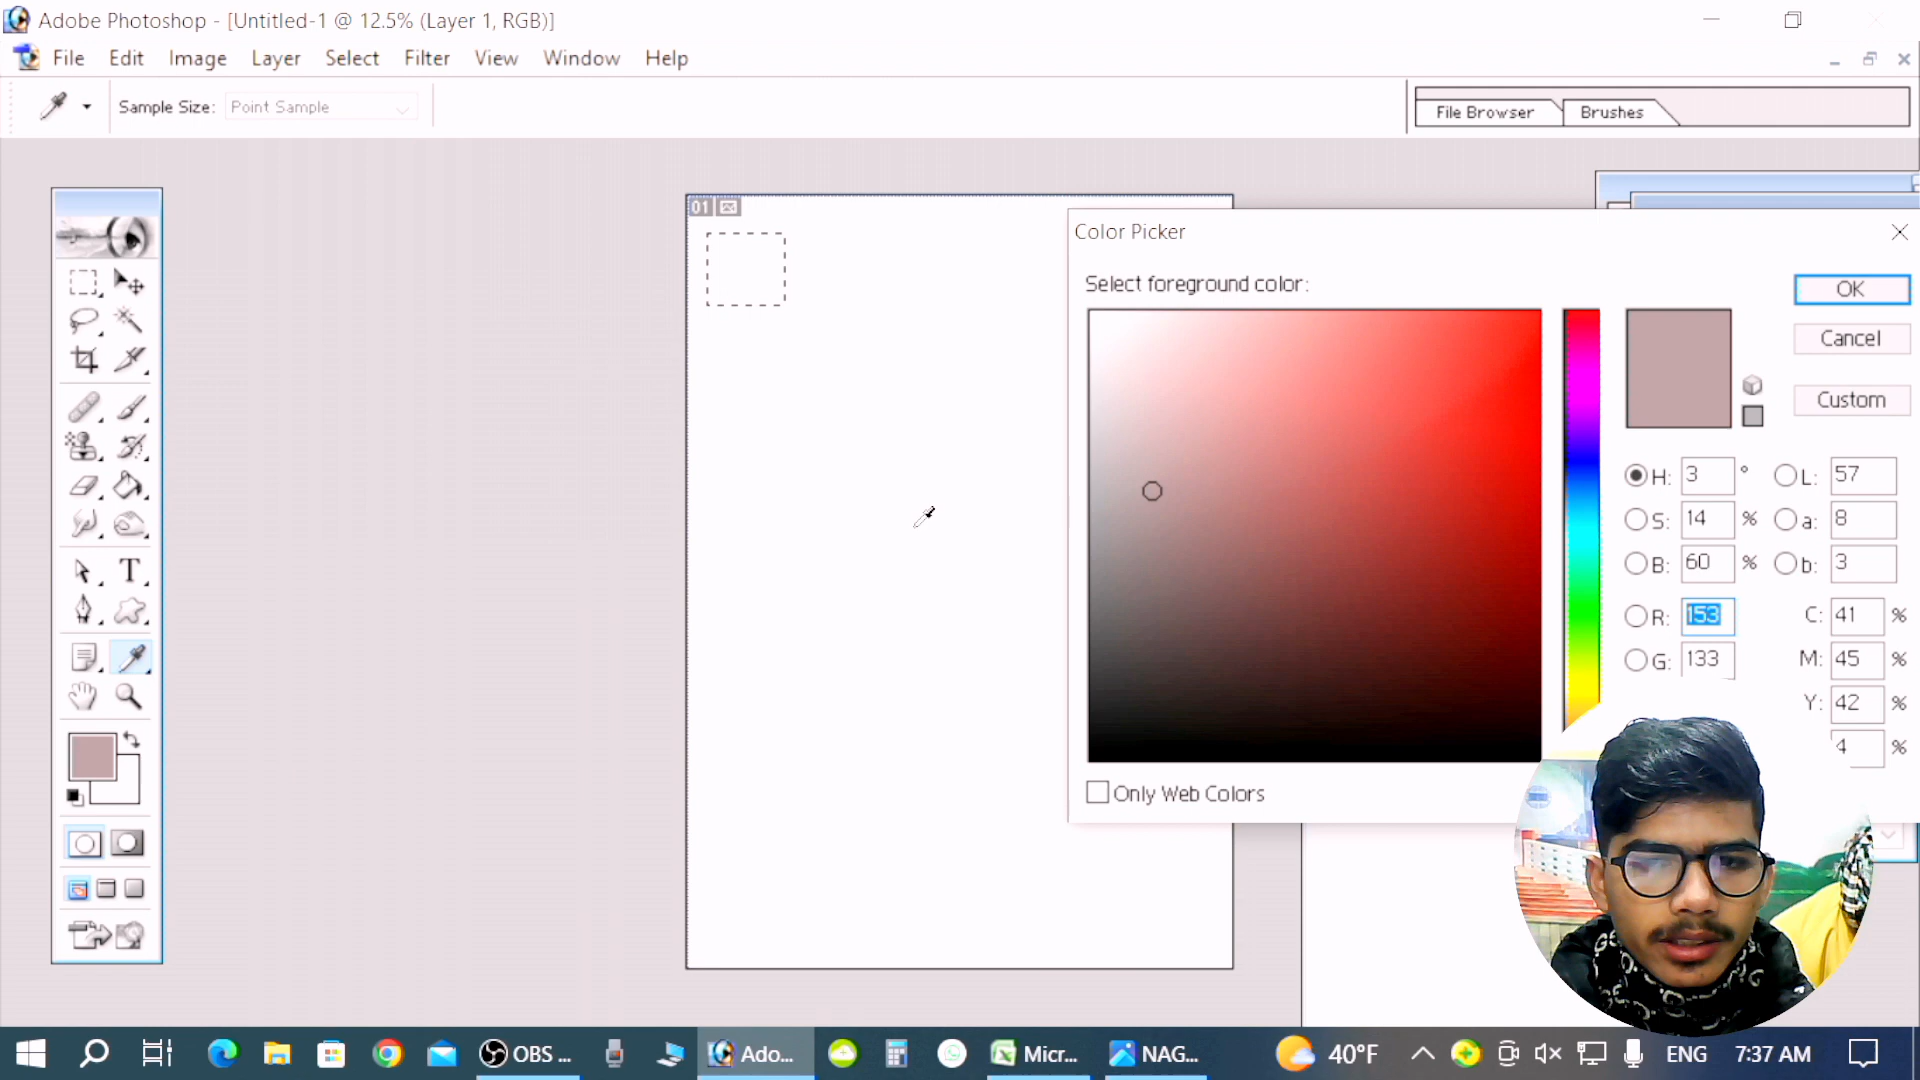 Adobe Photoshop - [Untitled-1 @ 12.5% (Layer 1, RGB)]
File Edit Image Layer Select Filter View Window Help
Sample Size: Point Sample
File Browser Brushes
01
Color Picker
Select foreground color:
OK
Cancel
Custom
H: 3 ° L: 57
S: 14 % a: 8
B: 60 % b: 3
R: 153 C: 41 %
G: 133 M: 45 %
Y: 42 %
4 %
Only Web Colors
T
OBS ... Ado... Micr... NAG... 40°F ENG 7:37 AM